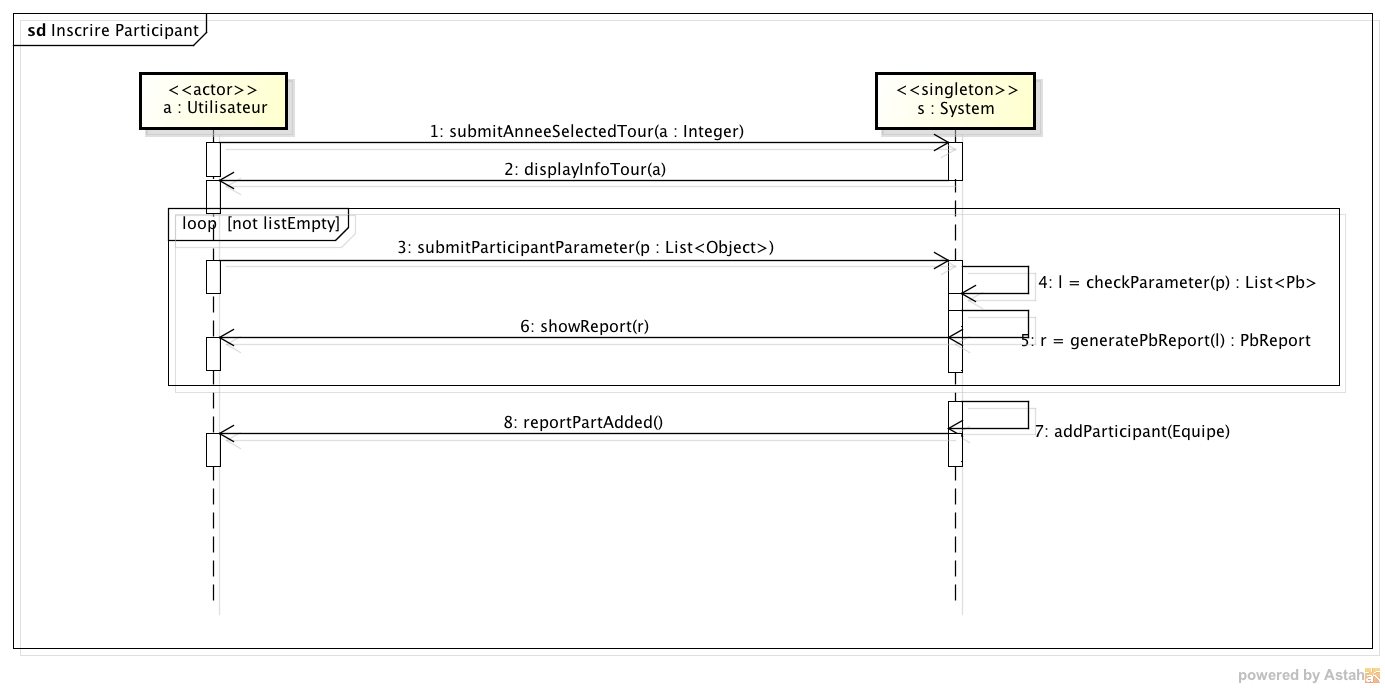 sd Inscrire Participant
<<actor>>
a : Utilisateur
<<singleton>>
s : System
1: submitAnneeSelectedTour(a : Integer)
2: displayInfoTour(a)
loop [not listEmpty]
3: submitParticipantParameter(p : List<Object>)
4: l = checkParameter(p) : List<Pb>
5: r = generatePbReport(l) : PbReport
6: showReport(r)
7: addParticipant(Equipe)
8: reportPartAdded()
powered by Astah